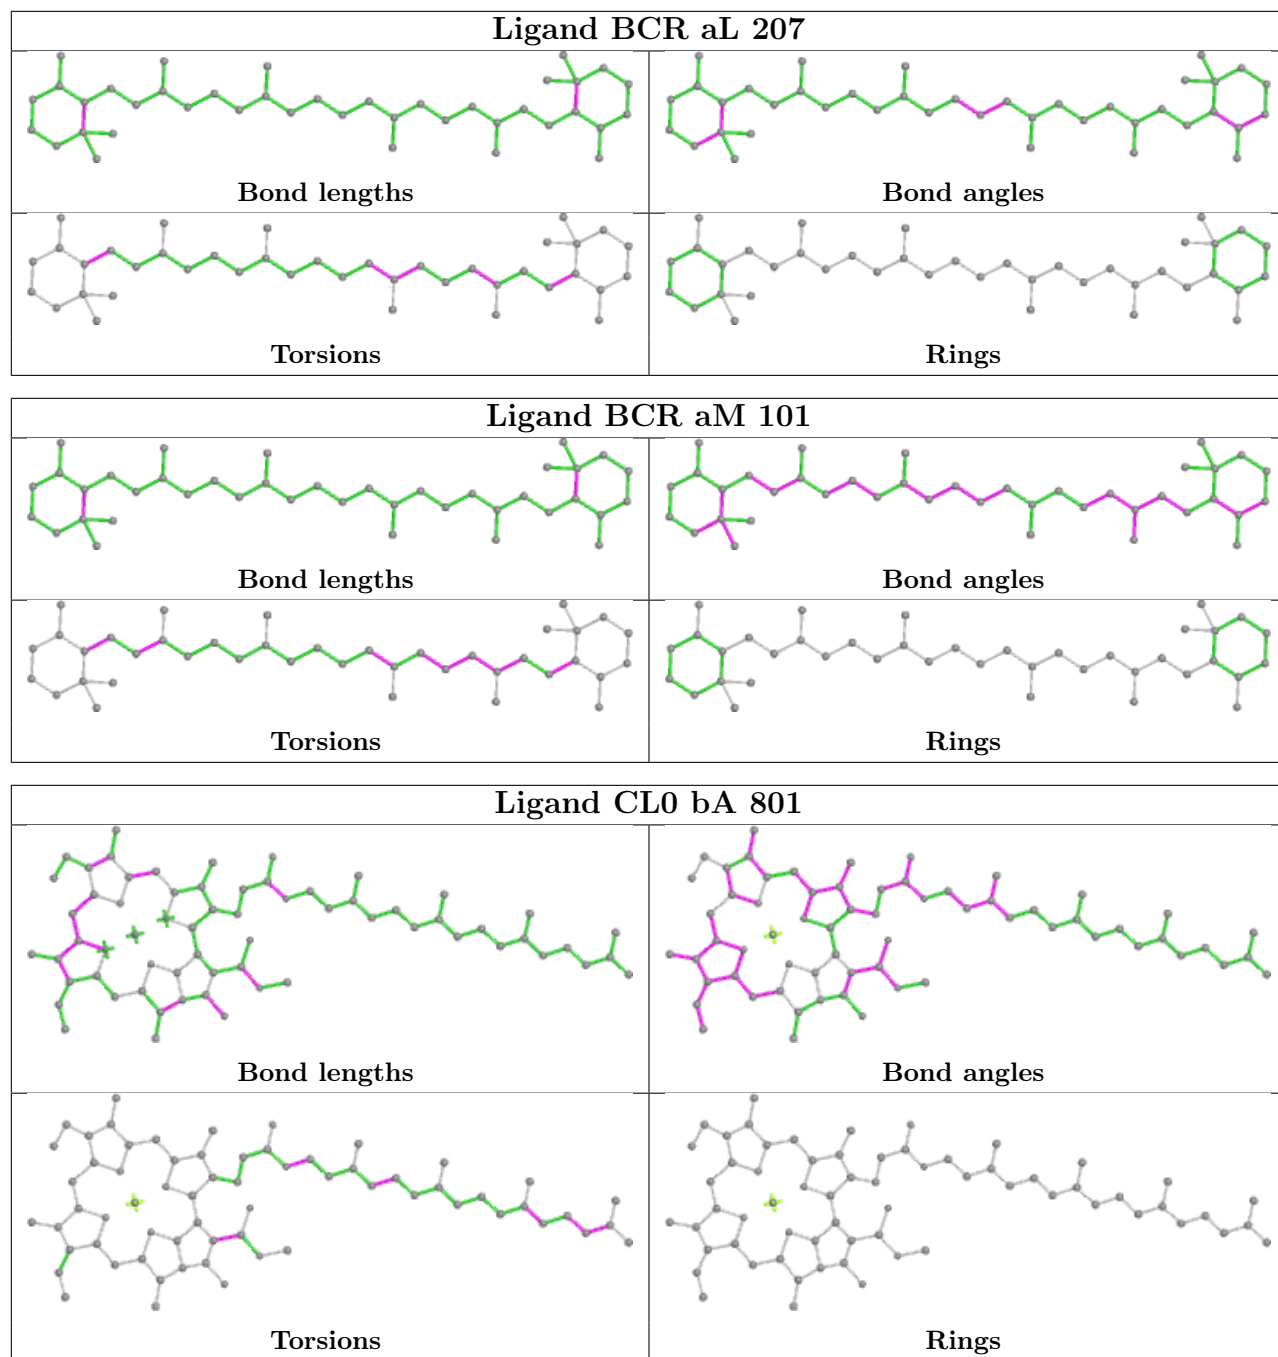 Ligand BCR aL 207
Bond lengths
Bond angles
Torsions
Rings
Ligand BCR aM 101
Bond lengths
Bond angles
Torsions
Rings
Ligand CL0 bA 801
Bond lengths
Bond angles
Torsions
Rings